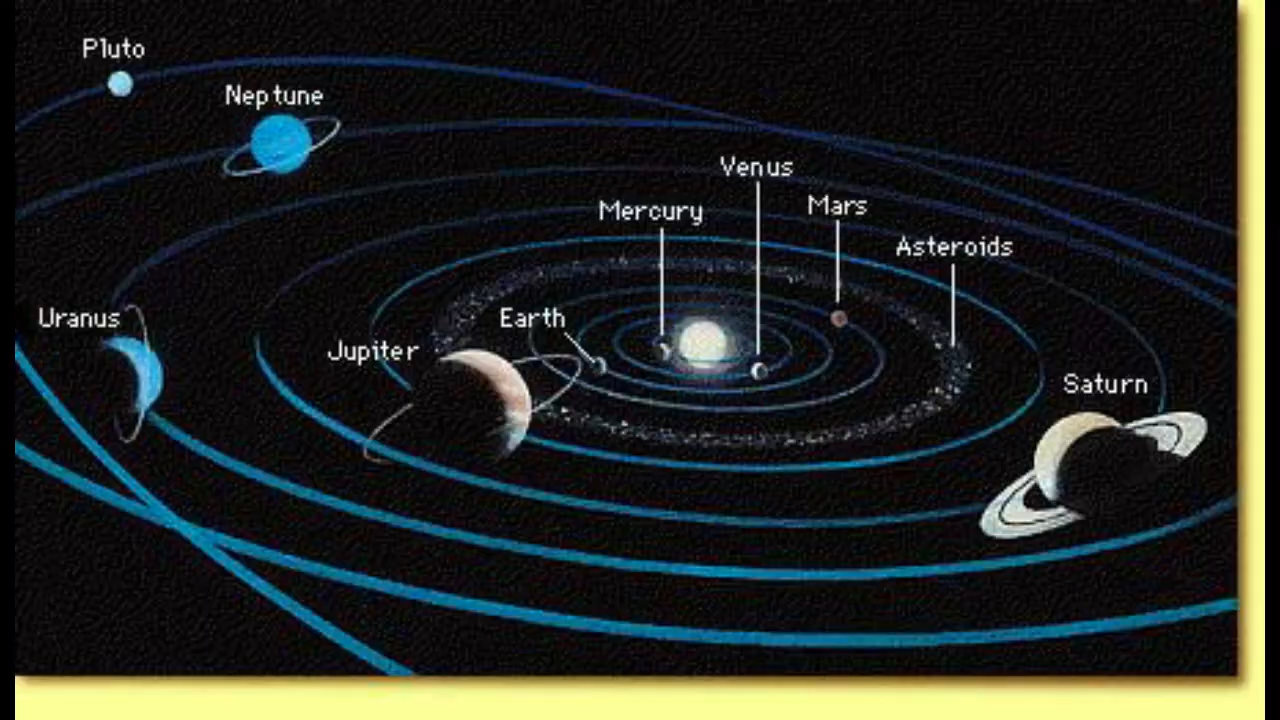 Pluto
Neptune
Venus
Mercury
Mars
Asteroids
Uranus
Earth
Jupiter
Saturn